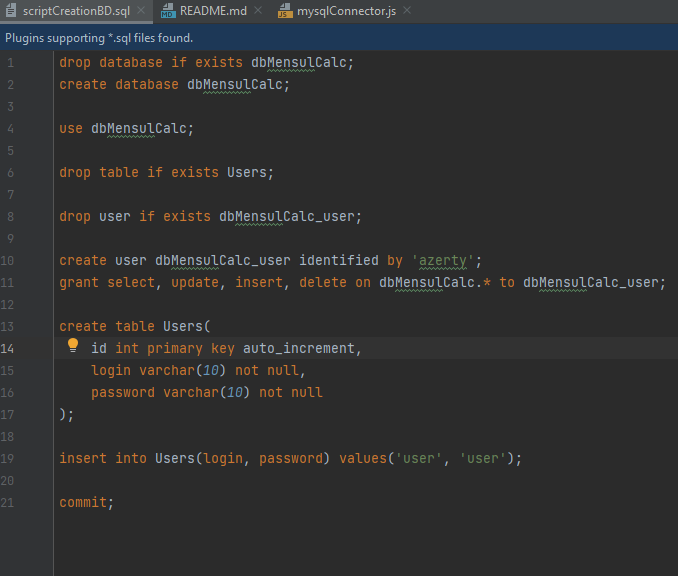 scriptCreationBD.sql README.md mysqlConnector.js
Plugins supporting *.sql files found.
1 drop database if exists dbMensulCalc;
2 create database dbMensulCalc;
3
4 use dbMensulCalc;
5
6 drop table if exists Users;
7
8 drop user if exists dbMensulCalc_user;
9
10 create user dbMensulCalc_user identified by 'azerty';
11 grant select, update, insert, delete on dbMensulCalc.* to dbMensulCalc_user;
12
13 create table Users(
14 id int primary key auto_increment,
15 login varchar(10) not null,
16 password varchar(10) not null
17 );
18
19 insert into Users(login, password) values('user', 'user');
20
21 commit;